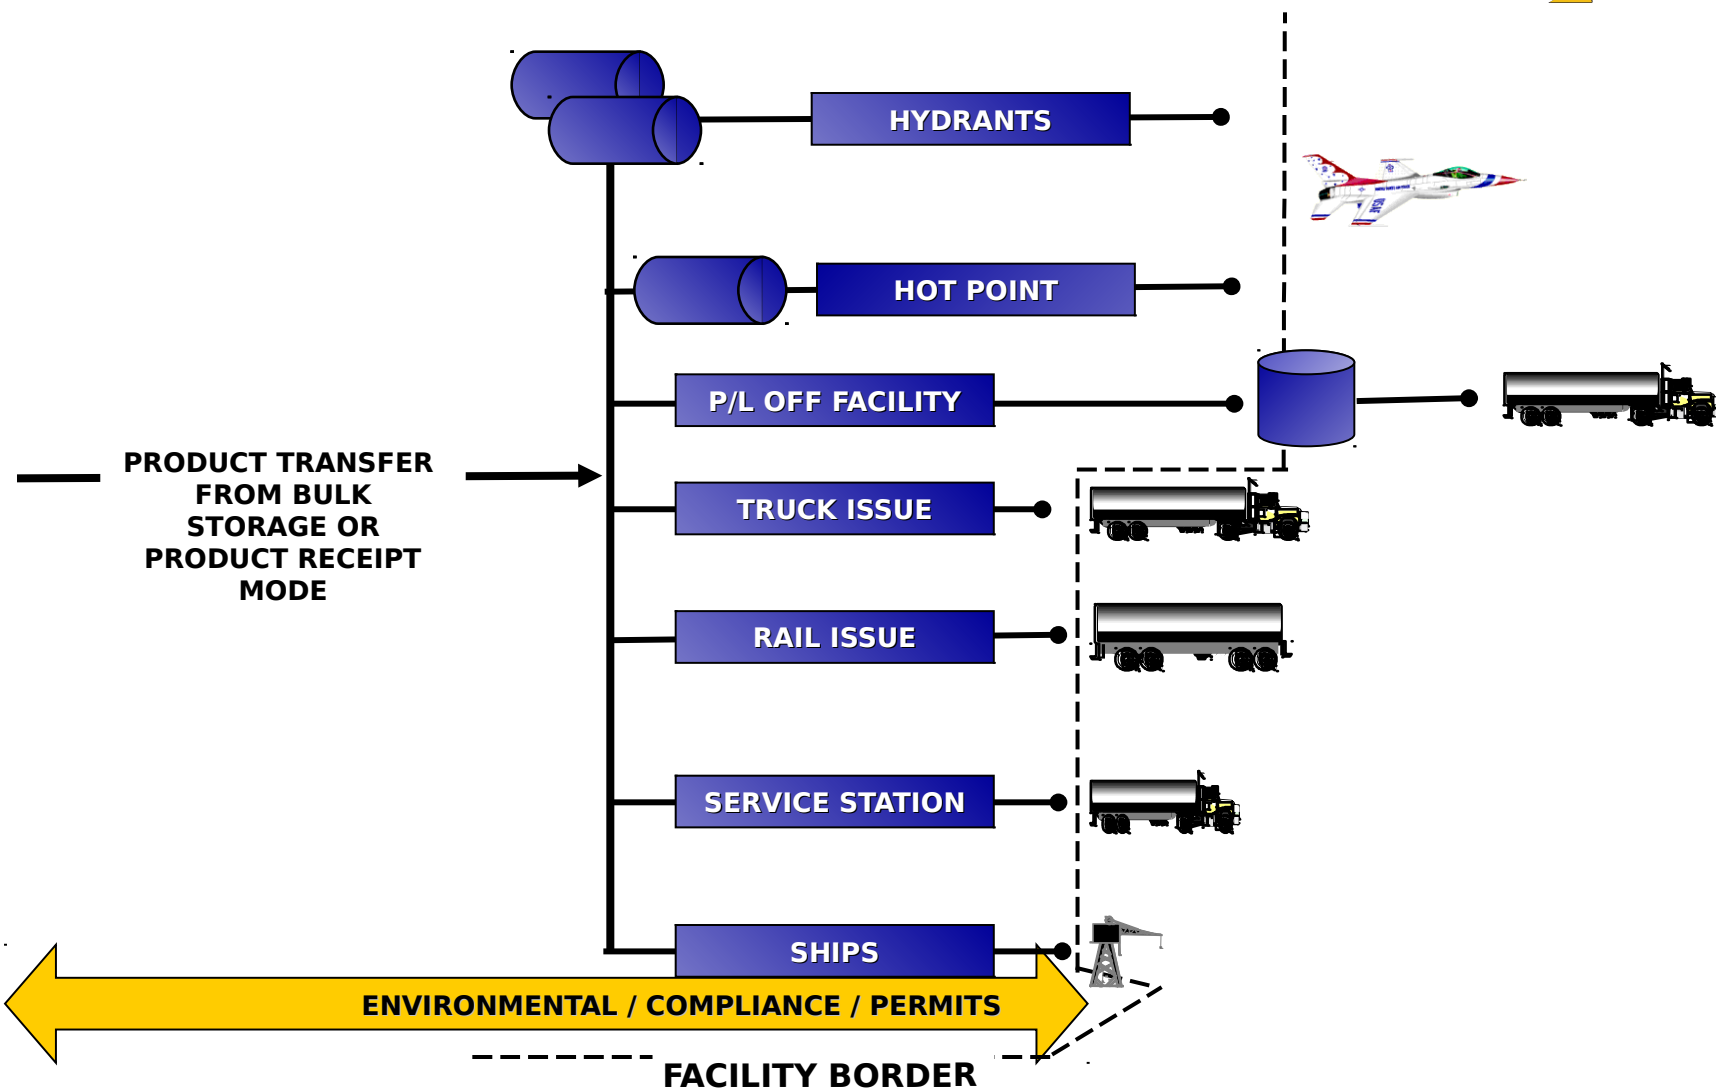 HYDRANTS
USAF
HOT POINT
P/L OFF FACILITY
PRODUCT TRANSFER
FROM BULK
STORAGE OR
PRODUCT RECEIPT
MODE
TRUCK ISSUE
RAIL ISSUE
SERVICE STATION
SHIPS
ENVIRONMENTAL / COMPLIANCE / PERMITS
FACILITY BORDER